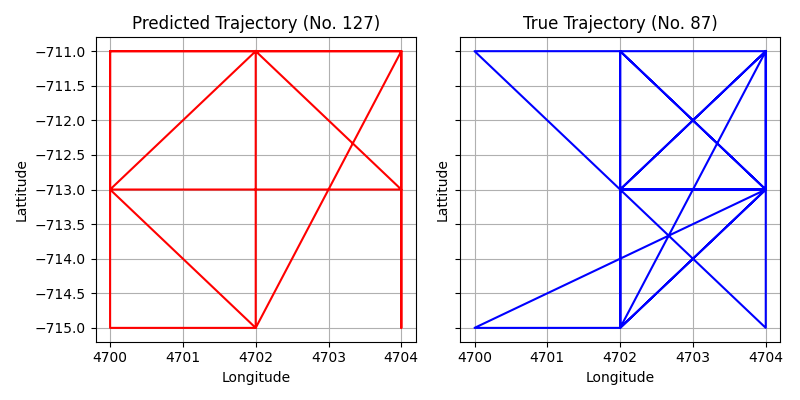 Predicted Trajectory (No. 127)
True Trajectory (No. 87)
−711.0
−711.5
−712.0
−712.5
−713.0
−713.5
−714.0
−714.5
−715.0
Lattitude
Lattitude
4700 4701 4702 4703 4704
4700 4701 4702 4703 4704
Longitude
Longitude